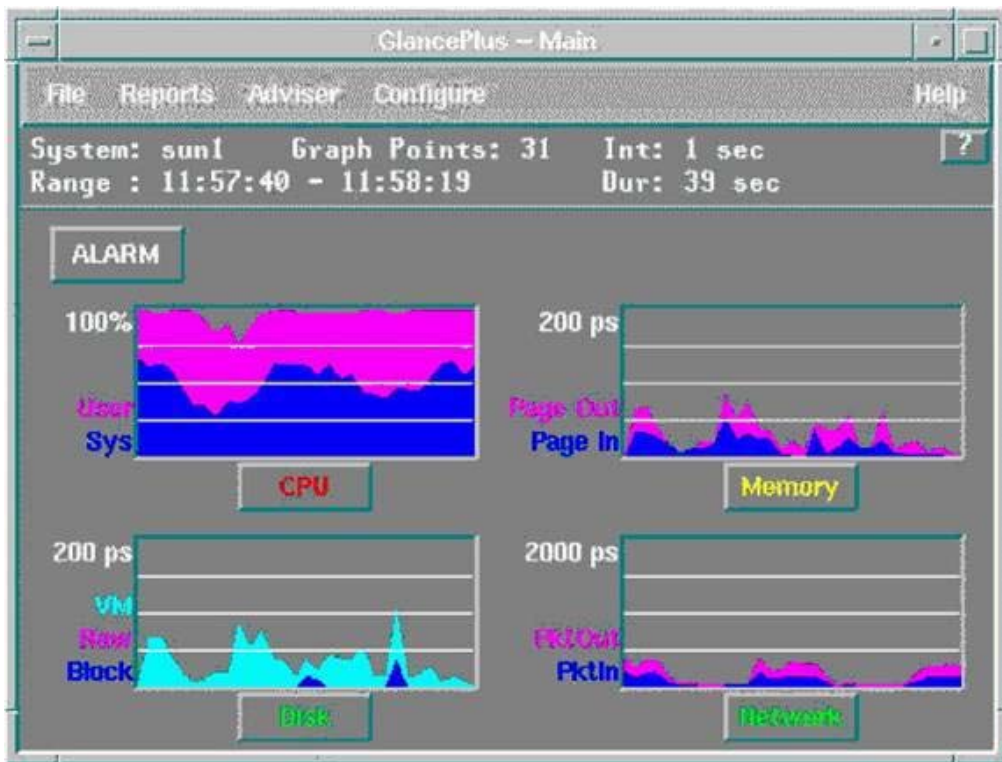 GlancePlus - Main
File Reports Adviser Configure Help
System: sun1 Graph Points: 31 Int: 1 sec ?
Range : 11:57:40 - 11:58:19 Dur: 39 sec
ALARM
100%
User
Sys
CPU
200 ps
Page Out
Page In
Memory
200 ps
VM
Raw
Block
Disk
2000 ps
PktOut
PktIn
Network